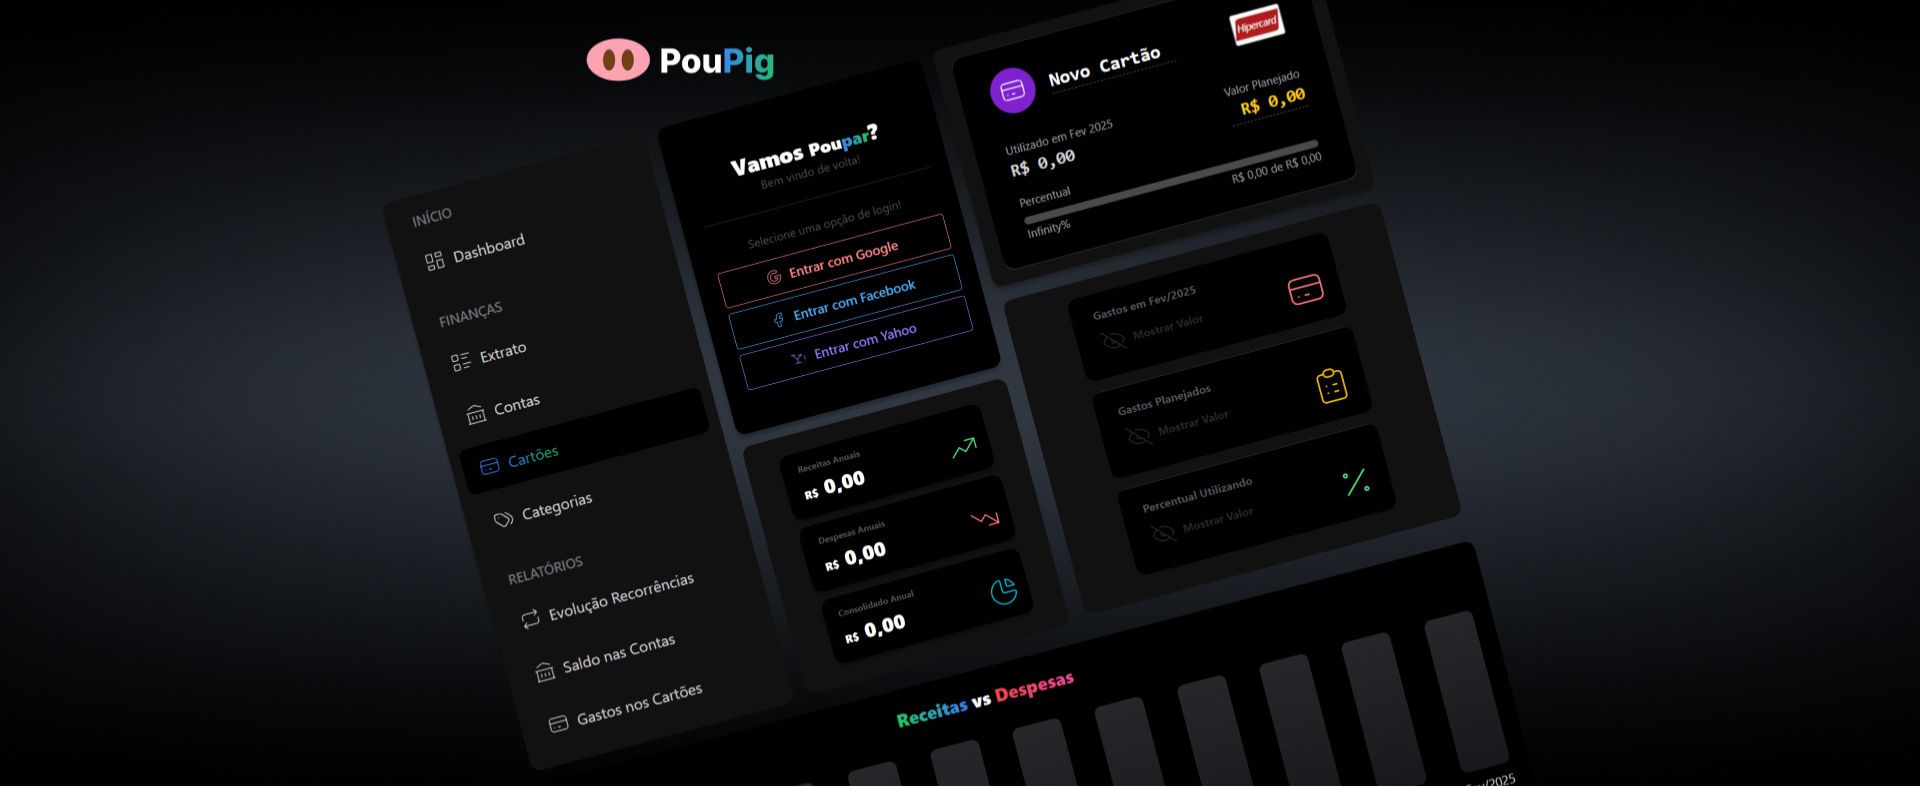 PouPig
INÍCIO
Dashboard
FINANÇAS
Extrato
Contas
Cartões
Categorias
RELATÓRIOS
Evolução Recorrências
Saldo nas Contas
Gastos nos Cartões
Vamos Poupar?
Bem vindo de volta!
Selecione uma opção de login!
Entrar com Google
Entrar com Facebook
Entrar com Yahoo
Receitas Anuais
R$ 0,00
Despesas Anuais
R$ 0,00
Consolidado Anual
R$ 0,00
Hipercard
Novo Cartão
Valor Planejado
R$ 0,00
Utilizado em Fev 2025
R$ 0,00
Percentual
R$ 0,00 de R$ 0,00
Infinity%
Gastos em Fev/2025
Mostrar Valor
Gastos Planejados
Mostrar Valor
Percentual Utilizando
Mostrar Valor
Receitas vs Despesas
/2025